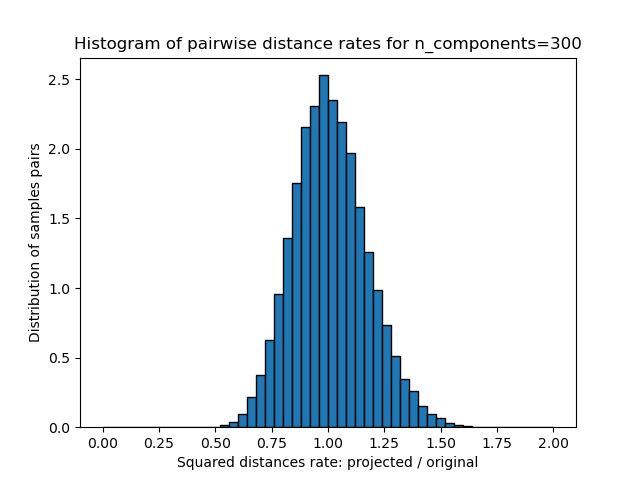 Histogram of pairwise distance rates for n_components=300
Distribution of samples pairs
2.5
2.0
1.5
1.0
0.5
0.0
0.00 0.25 0.50 0.75 1.00 1.25 1.50 1.75 2.00
Squared distances rate: projected / original